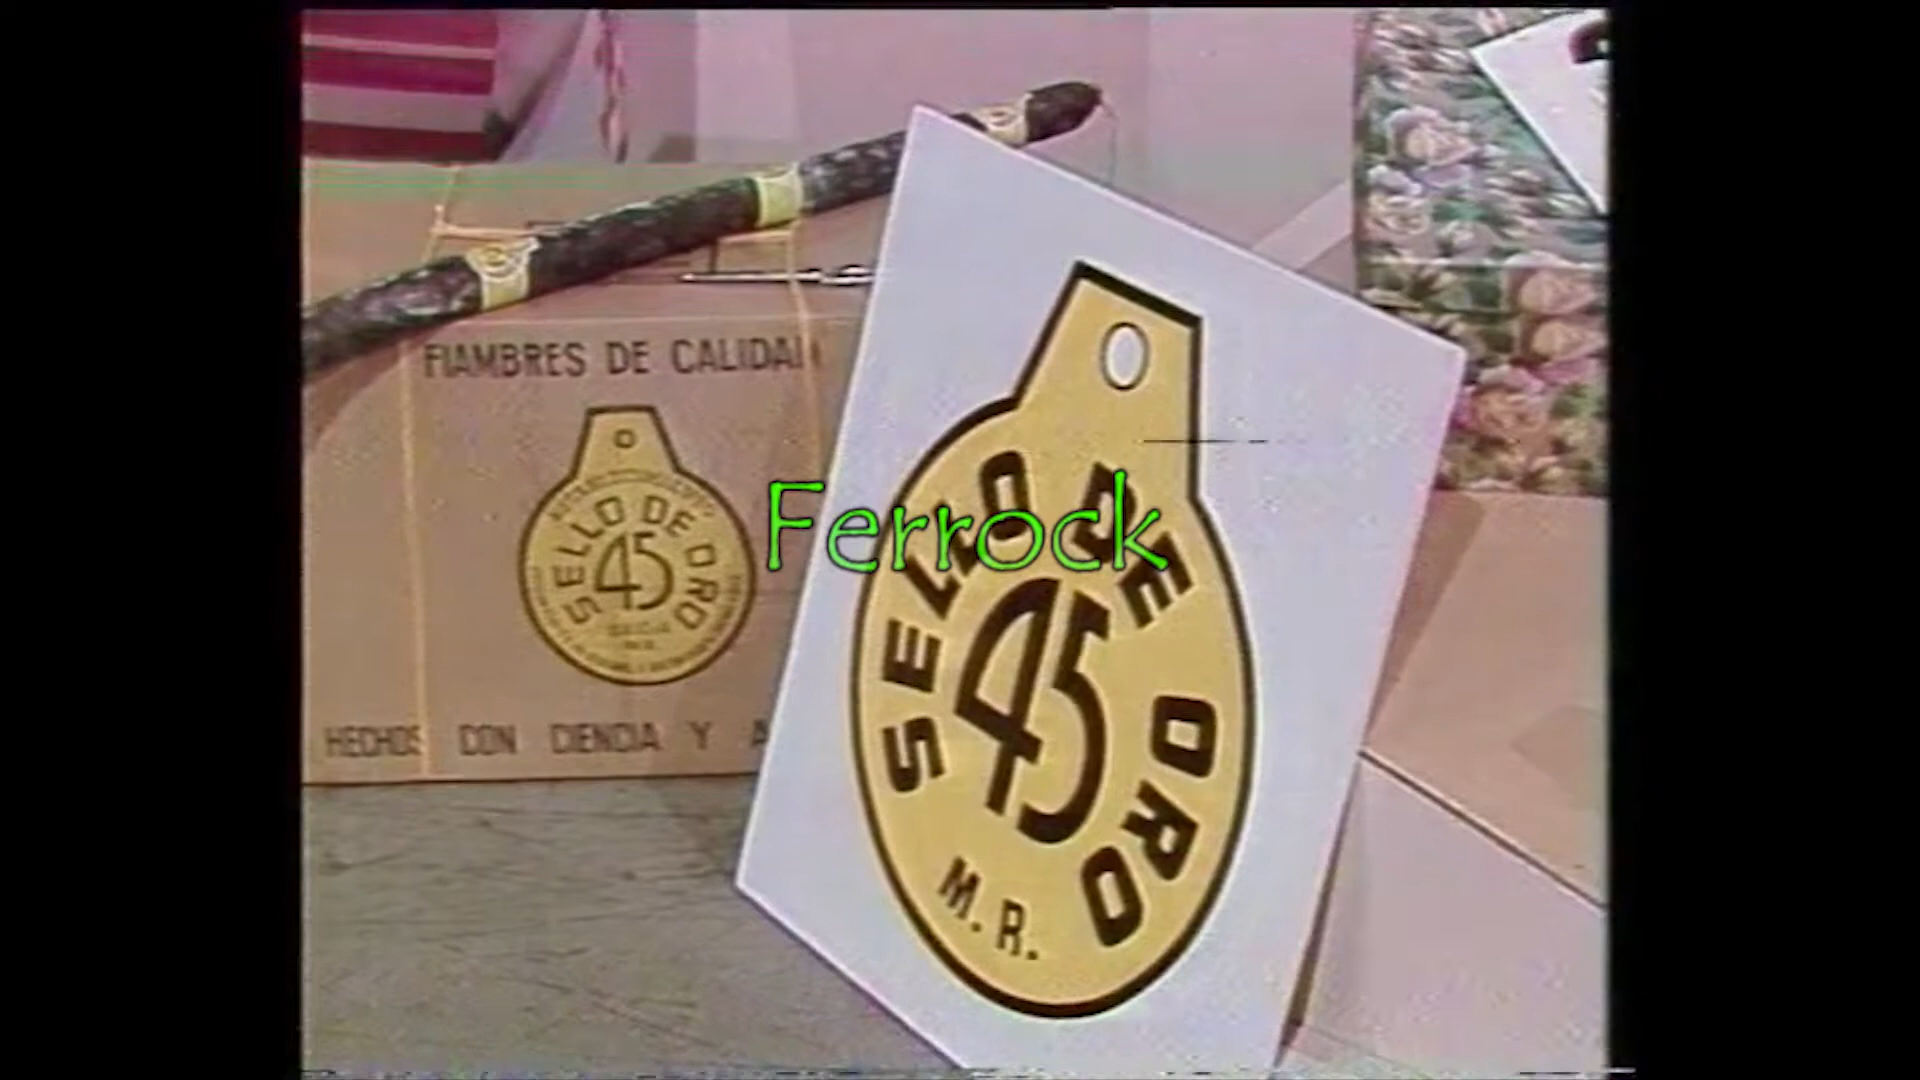 FIAMBRES DE CALIDAD
SELLO DE ORO
45
HECHOS CON CIENCIA Y A
Ferrock
SELLO DE ORO
45
M.R.